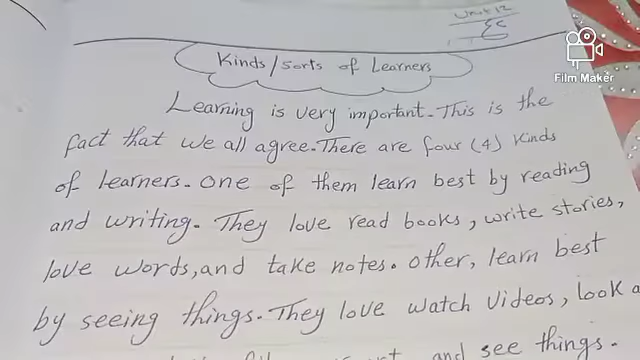 Unit 12
Film Maker
Kinds/sorts of Learners
Learning is very important. This is the
fact that we all agree. There are four (4) kinds
of learners. One of them learn best by reading
and writing. They love read books, write stories,
love words, and take notes. Other, learn best
by seeing things. They love watch videos, look a
and see things.